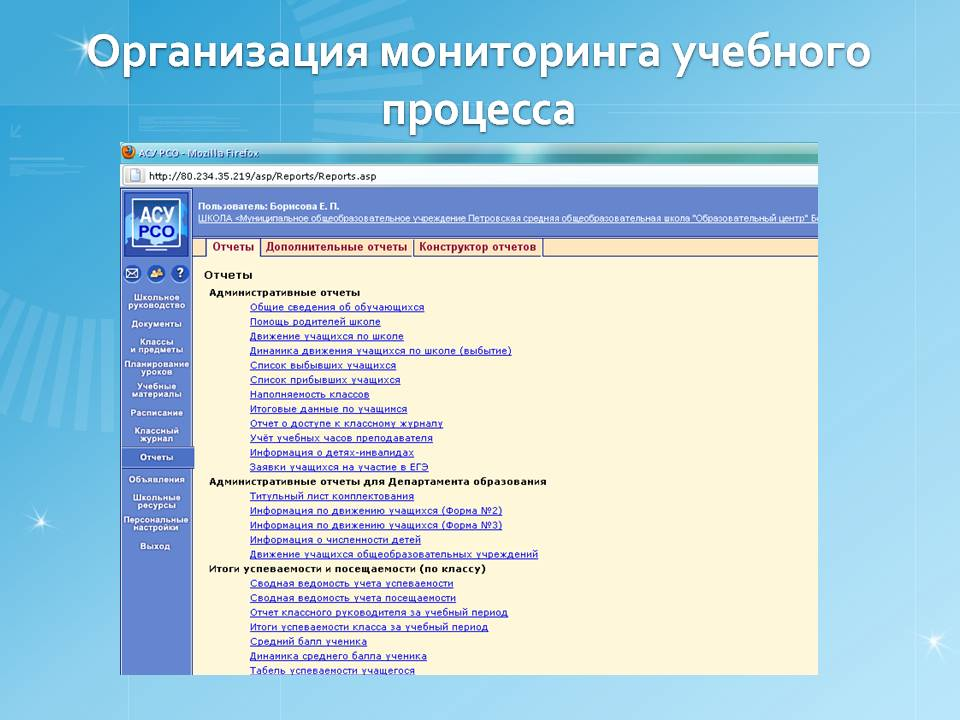 Организация мониторинга учебного
процесса
АСУ РСО - Mozilla Firefox
http://80.234.35.219/asp/Reports/Reports.asp
АСУ
РСО
Пользователь: Борисова Е. П.
ШКОЛА <Муниципальное общеобразовательное учреждение Петровская средняя общеобразовательная школа "Образовательный центр"
Отчеты
Дополнительные отчеты
Конструктор отчетов
?
Школьное
руководство
Документы
Классы
и предметы
Планирование
уроков
Учебные
материалы
Расписание
Классный
журнал
Отчеты
Объявления
Школьные
ресурсы
Персональные
настройки
Выход
Отчеты
Административные отчеты
Общие сведения об обучающихся
Помощь родителей школе
Движение учащихся по школе
Динамика движения учащихся по школе (выбытие)
Список выбывших учащихся
Список прибывших учащихся
Наполняемость классов
Итоговые данные по учащимся
Отчет о доступе к классному журналу
Учёт учебных часов преподавателя
Информация о детях-инвалидах
Заявки учащихся на участие в ЕГЭ
Административные отчеты для Департамента образования
Титульный лист комплектования
Информация по движению учащихся (Форма №2)
Информация по движению учащихся (Форма №3)
Информация о численности детей
Движение учащихся общеобразовательных учреждений
Итоги успеваемости и посещаемости (по классу)
Сводная ведомость учета успеваемости
Сводная ведомость учета посещаемости
Отчет классного руководителя за учебный период
Итоги успеваемости класса за учебный период
Средний балл ученика
Динамика среднего балла ученика
Табель успеваемости учащегося